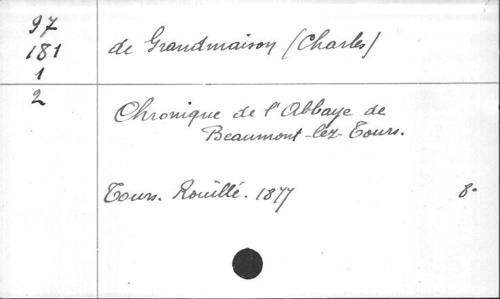 97
181
1
2
de Grandmaison (Charles)
Chronique de l'Abbaye de
Beaumont-lez-Tours.
Tours. Rouillé. 1877 8°